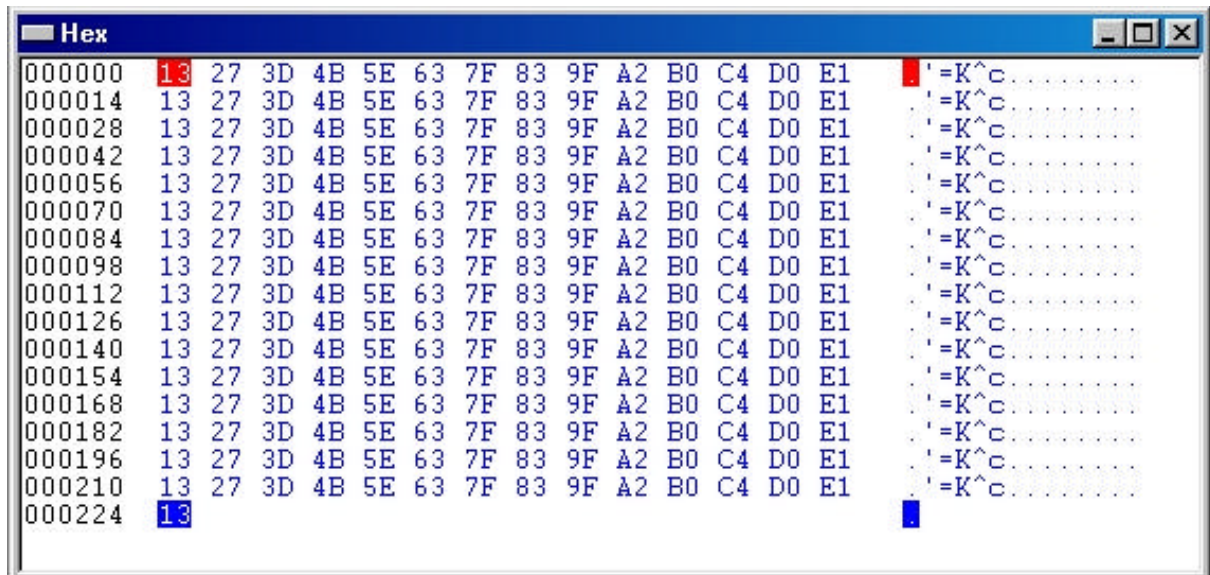 Hex
000000 13 27 3D 4B 5E 63 7F 83 9F A2 B0 C4 D0 E1 .'=K^c........
000014 13 27 3D 4B 5E 63 7F 83 9F A2 B0 C4 D0 E1 .'=K^c........
000028 13 27 3D 4B 5E 63 7F 83 9F A2 B0 C4 D0 E1 .'=K^c........
000042 13 27 3D 4B 5E 63 7F 83 9F A2 B0 C4 D0 E1 .'=K^c........
000056 13 27 3D 4B 5E 63 7F 83 9F A2 B0 C4 D0 E1 .'=K^c........
000070 13 27 3D 4B 5E 63 7F 83 9F A2 B0 C4 D0 E1 .'=K^c........
000084 13 27 3D 4B 5E 63 7F 83 9F A2 B0 C4 D0 E1 .'=K^c........
000098 13 27 3D 4B 5E 63 7F 83 9F A2 B0 C4 D0 E1 .'=K^c........
000112 13 27 3D 4B 5E 63 7F 83 9F A2 B0 C4 D0 E1 .'=K^c........
000126 13 27 3D 4B 5E 63 7F 83 9F A2 B0 C4 D0 E1 .'=K^c........
000140 13 27 3D 4B 5E 63 7F 83 9F A2 B0 C4 D0 E1 .'=K^c........
000154 13 27 3D 4B 5E 63 7F 83 9F A2 B0 C4 D0 E1 .'=K^c........
000168 13 27 3D 4B 5E 63 7F 83 9F A2 B0 C4 D0 E1 .'=K^c........
000182 13 27 3D 4B 5E 63 7F 83 9F A2 B0 C4 D0 E1 .'=K^c........
000196 13 27 3D 4B 5E 63 7F 83 9F A2 B0 C4 D0 E1 .'=K^c........
000210 13 27 3D 4B 5E 63 7F 83 9F A2 B0 C4 D0 E1 .'=K^c........
000224 13 .